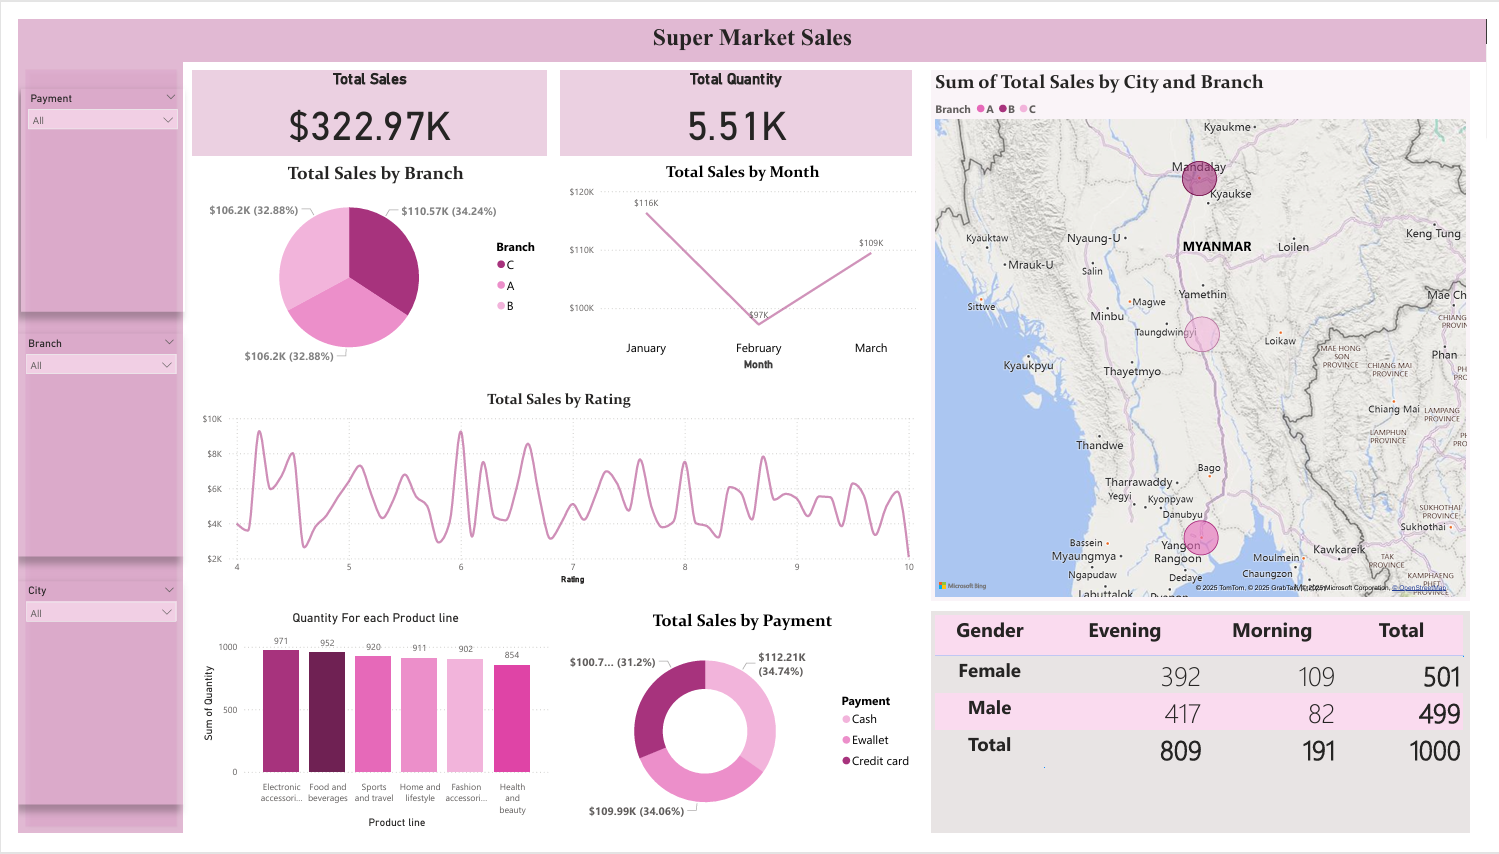 Super Market Sales
Payment
All
Branch
All
City
All
Total Sales
$322.97K
Total Quantity
5.51K
Total Sales by Branch
$106.2K (32.88%)
$110.57K (34.24%)
$106.2K (32.88%)
Branch
C
A
B
Total Sales by Month
$120K
$110K
$100K
$116K
$97K
$109K
January
February
March
Month
Total Sales by Rating
$10K
$8K
$6K
$4K
$2K
4
5
6
7
8
9
10
Rating
Quantity For each Product line
Sum of Quantity
1000
500
0
971
952
920
911
902
854
Electronic
accessori...
Food and
beverages
Sports
and travel
Home and
lifestyle
Fashion
accessori...
Health
and
beauty
Product line
Total Sales by Payment
$100.7... (31.2%)
$112.21K
(34.74%)
$109.99K (34.06%)
Payment
Cash
Ewallet
Credit card
Sum of Total Sales by City and Branch
Branch A B C
Kyaukme
Mandalay
Kyaukse
Kyauktaw
Nyaung-U
MYANMAR
Loilen
Keng Tung
Mrauk-U
Salin
Sittwe
Magwe
Yamethin
Mae Ch
Minbu
Taungdwingyi
Loikaw
CHIANG
PROVINC
MAE HONG
SON
PROVINCE
Phan
Kyaukpyu
Thayetmyo
CHIANG MAI
PROVINCE
PH
PRO
Chiang Mai
LAMPANG
PROVINCE
LAMPHUN
PROVINCE
Thandwe
Bago
Tharrawaddy
Yegyi
Kyonpyaw
Danubyu
SUKHOTHAI
PROVINCE
Sukhothai
Bassein
Yangon
Rangoon
Myaungmya
Moulmein
Kawkareik
TAK
PROVINCE
Ngapudaw
Dedaye
Chaungzon
KAMPHAENG
PHET
Labuttalok
Pyapon
Microsoft Bing
© 2025 TomTom, © 2025 GrabTaxi, © 2025 Microsoft Corporation, © OpenStreetMap
Gender Evening Morning Total
Female 392 109 501
Male 417 82 499
Total 809 191 1000